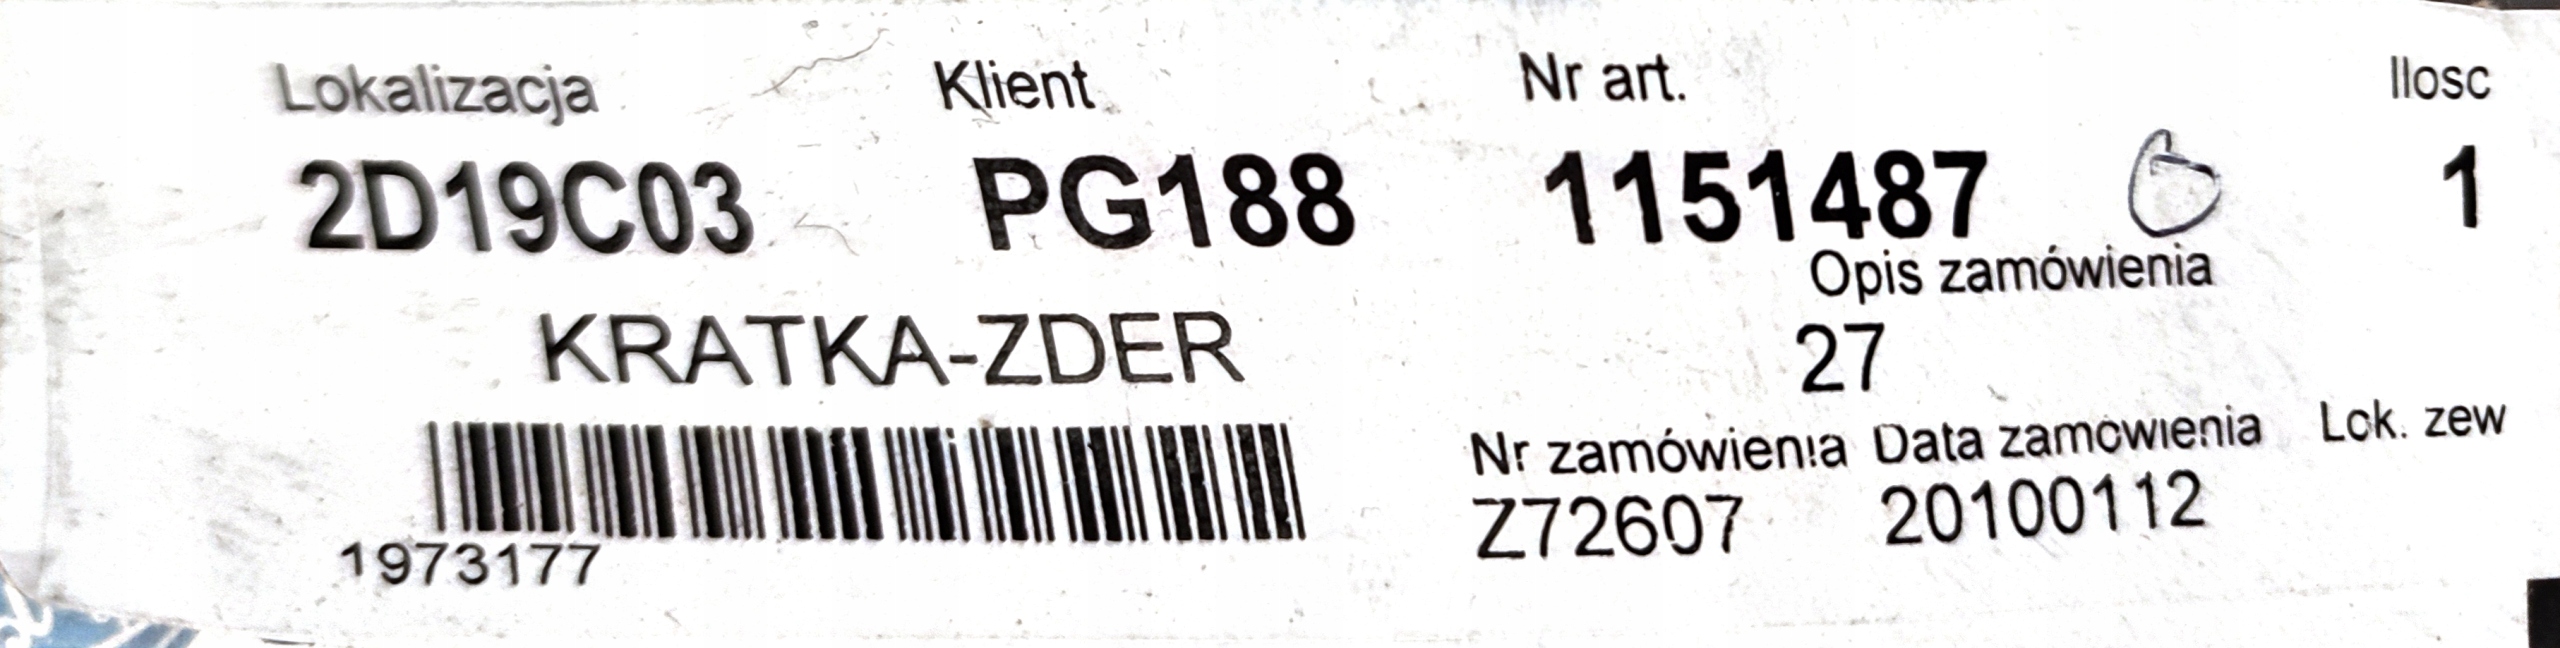 Lokalizacja Klient Nr art. Ilosc
2D19C03 PG188 1151487 1
Opis zamówienia
KRATKA-ZDER 27
Nr zamówienia Data zamowienia Lok. zew
Z72607 20100112
1973177